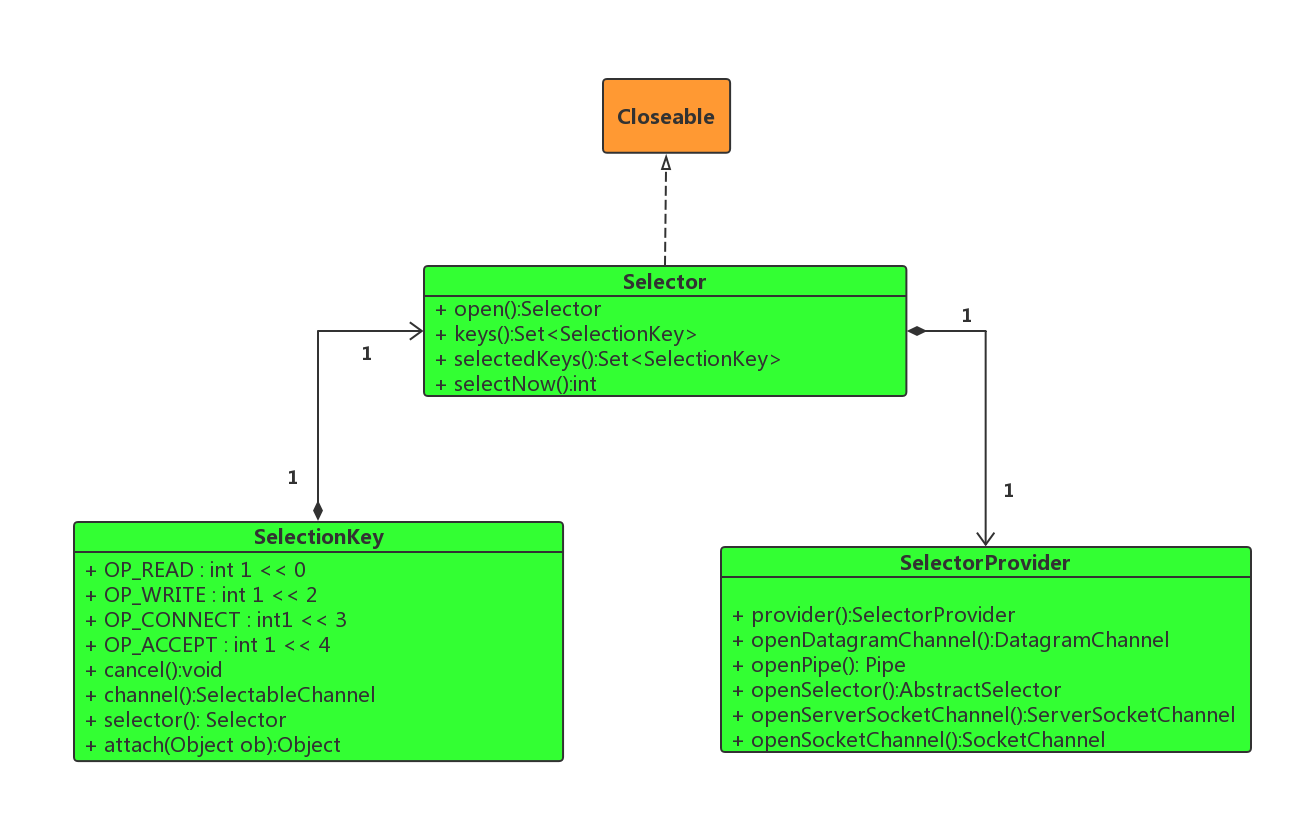 Closeable
Selector
+ open():Selector
+ keys():Set<SelectionKey>
+ selectedKeys():Set<SelectionKey>
+ selectNow():int
1
1
1
1
SelectionKey
+ OP_READ : int 1 << 0
+ OP_WRITE : int 1 << 2
+ OP_CONNECT : int1 << 3
+ OP_ACCEPT : int 1 << 4
+ cancel():void
+ channel():SelectableChannel
+ selector(): Selector
+ attach(Object ob):Object
SelectorProvider
+ provider():SelectorProvider
+ openDatagramChannel():DatagramChannel
+ openPipe(): Pipe
+ openSelector():AbstractSelector
+ openServerSocketChannel():ServerSocketChannel
+ openSocketChannel():SocketChannel